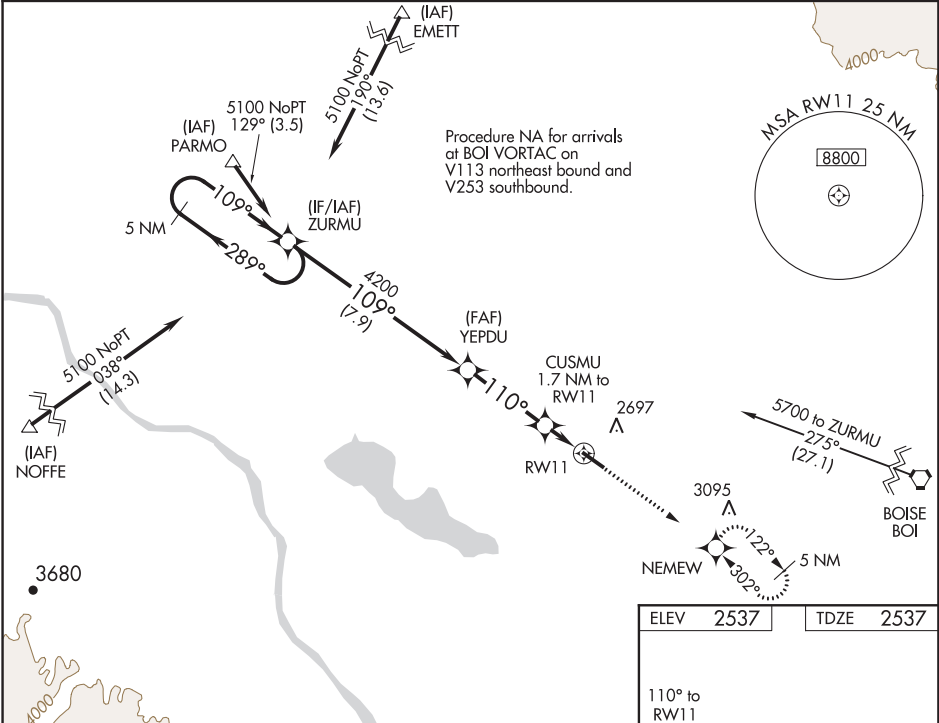 (IAF)
EMETT
4000
5100 NoPT
190°
(13.6)
5100 NoPT
129° (3.5)
(IAF)
PARMO
Procedure NA for arrivals
at BOI VORTAC on
V113 northeast bound and
V253 southbound.
MSA RW11 25 NM
8800
109°
5 NM
289°
(IF/IAF)
ZURMU
4200
109°
(7.9)
(FAF)
YEPDU
110°
5100 NoPT
038°
(14.3)
(IAF)
NOFFE
CUSMU
1.7 NM to
RW11
2697
RW11
5700 to ZURMU
275°
(27.1)
BOISE
BOI
3095
NEMEW
122°
302°
5 NM
3680
4000
ELEV 2537
TDZE 2537
110° to
RW11